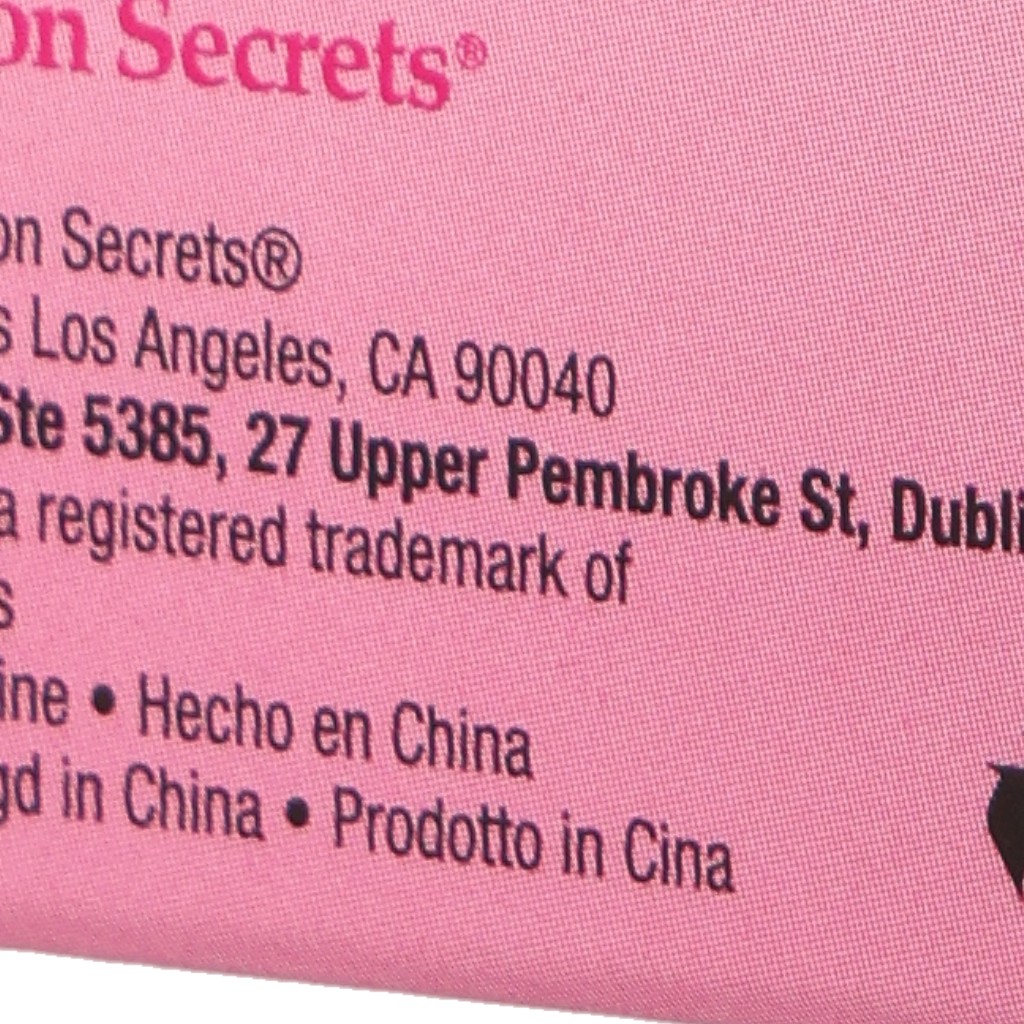 on Secrets®
on Secrets®
s Los Angeles, CA 90040
Ste 5385, 27 Upper Pembroke St, Dubli
a registered trademark of
s
ine • Hecho en China
gd in China • Prodotto in Cina